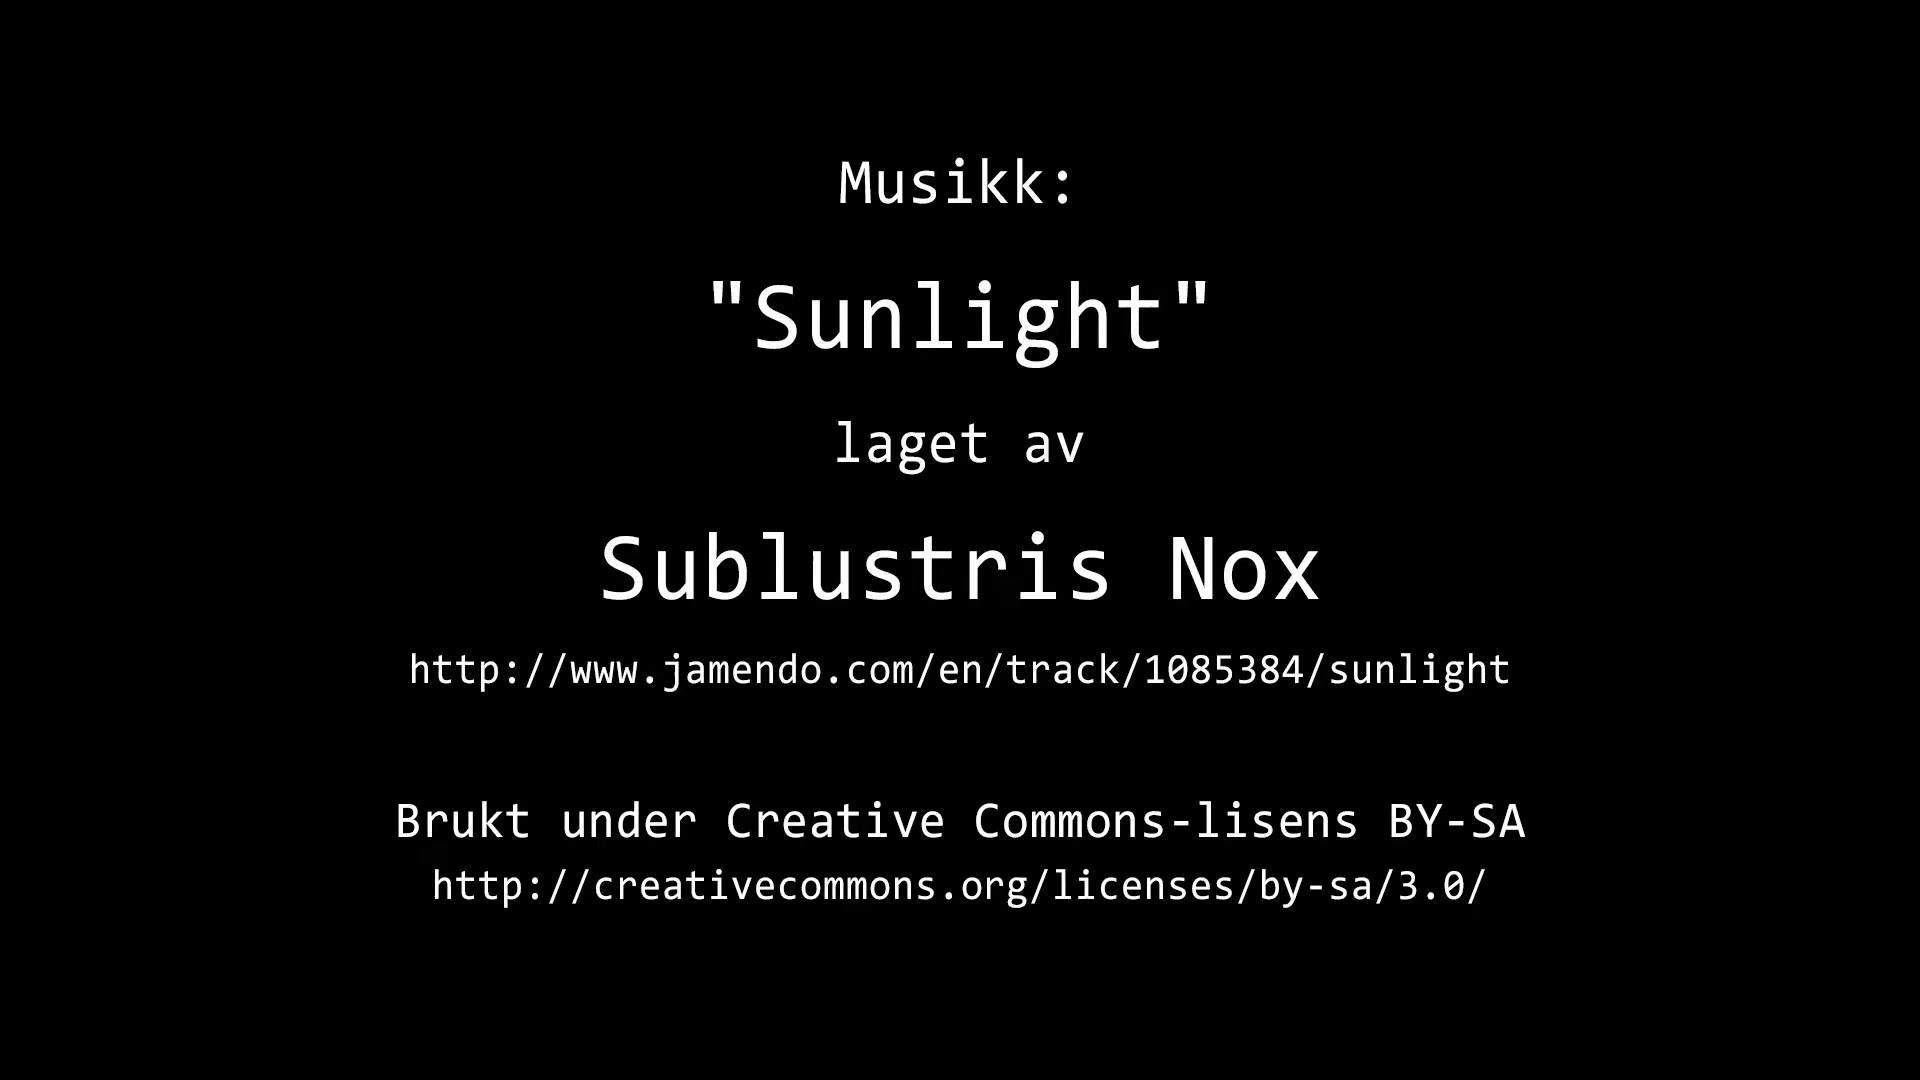 Musikk:
"Sunlight"
laget av
Sublustris Nox
http://www.jamendo.com/en/track/1085384/sunlight
Brukt under Creative Commons-lisens BY-SA
http://creativecommons.org/licenses/by-sa/3.0/